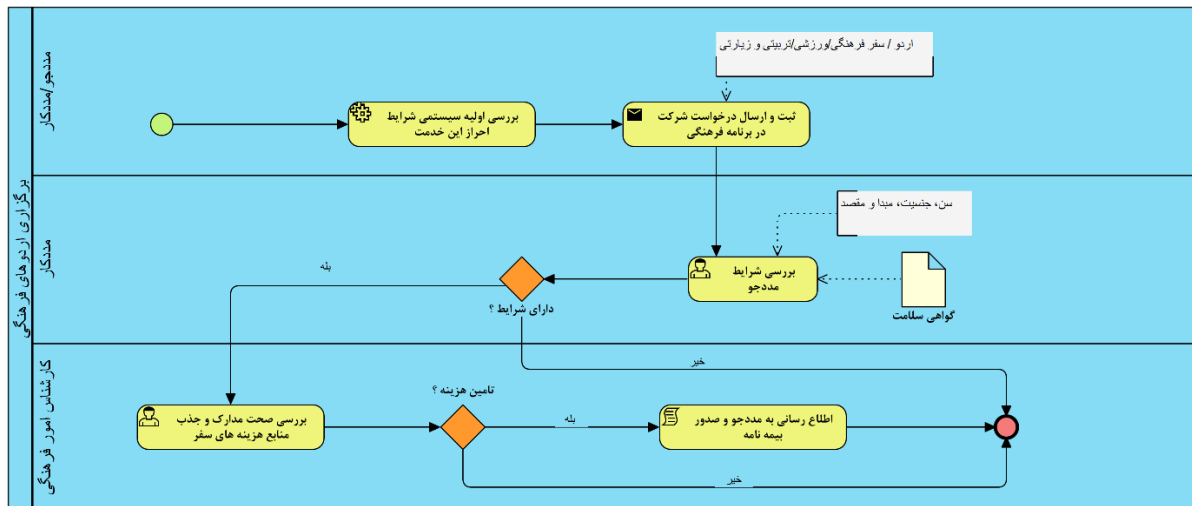 برگزاری اردوهای فرهنگی
مددجو/مددکار
اردو / سفر فرهنگی/ورزشی/تربیتی و زیارتی
بررسی اولیه سیستمی شرایط
احراز این خدمت
ثبت و ارسال درخواست شرکت
در برنامه فرهنگی
مددکار
سن، جنسیت، مبدا و مقصد
بررسی شرایط
مددجو
گواهی سلامت
دارای شرایط ؟
بله
خیر
کارشناس امور فرهنگی
بررسی صحت مدارک و جذب
منابع هزینه های سفر
تامین هزینه ؟
بله
اطلاع رسانی به مددجو و صدور
بیمه نامه
خیر